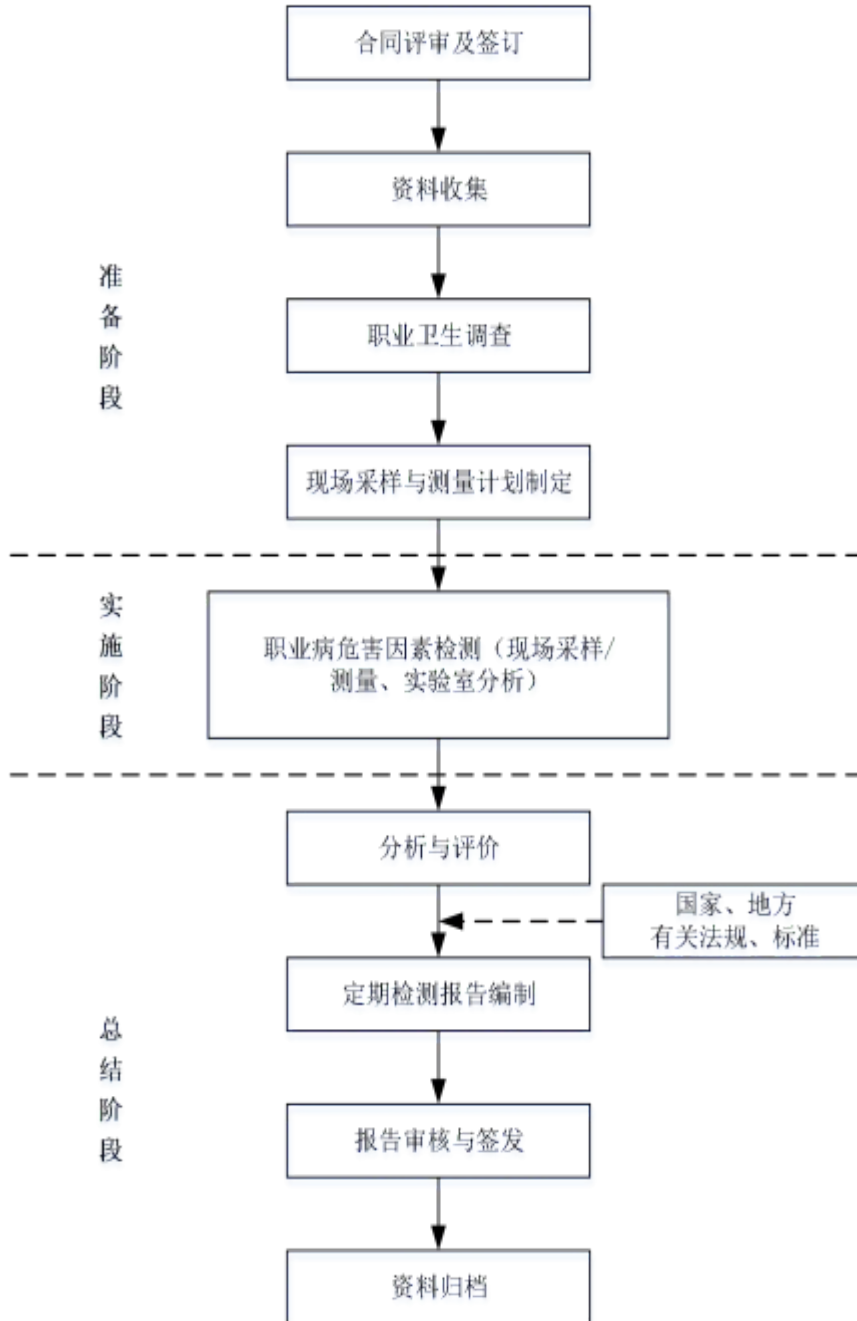 合同评审及签订
资料收集
准备阶段
职业卫生调查
现场采样与测量计划制定
实施阶段
职业病危害因素检测（现场采样/
测量、实验室分析）
分析与评价
国家、地方
有关法规、标准
定期检测报告编制
总结阶段
报告审核与签发
资料归档